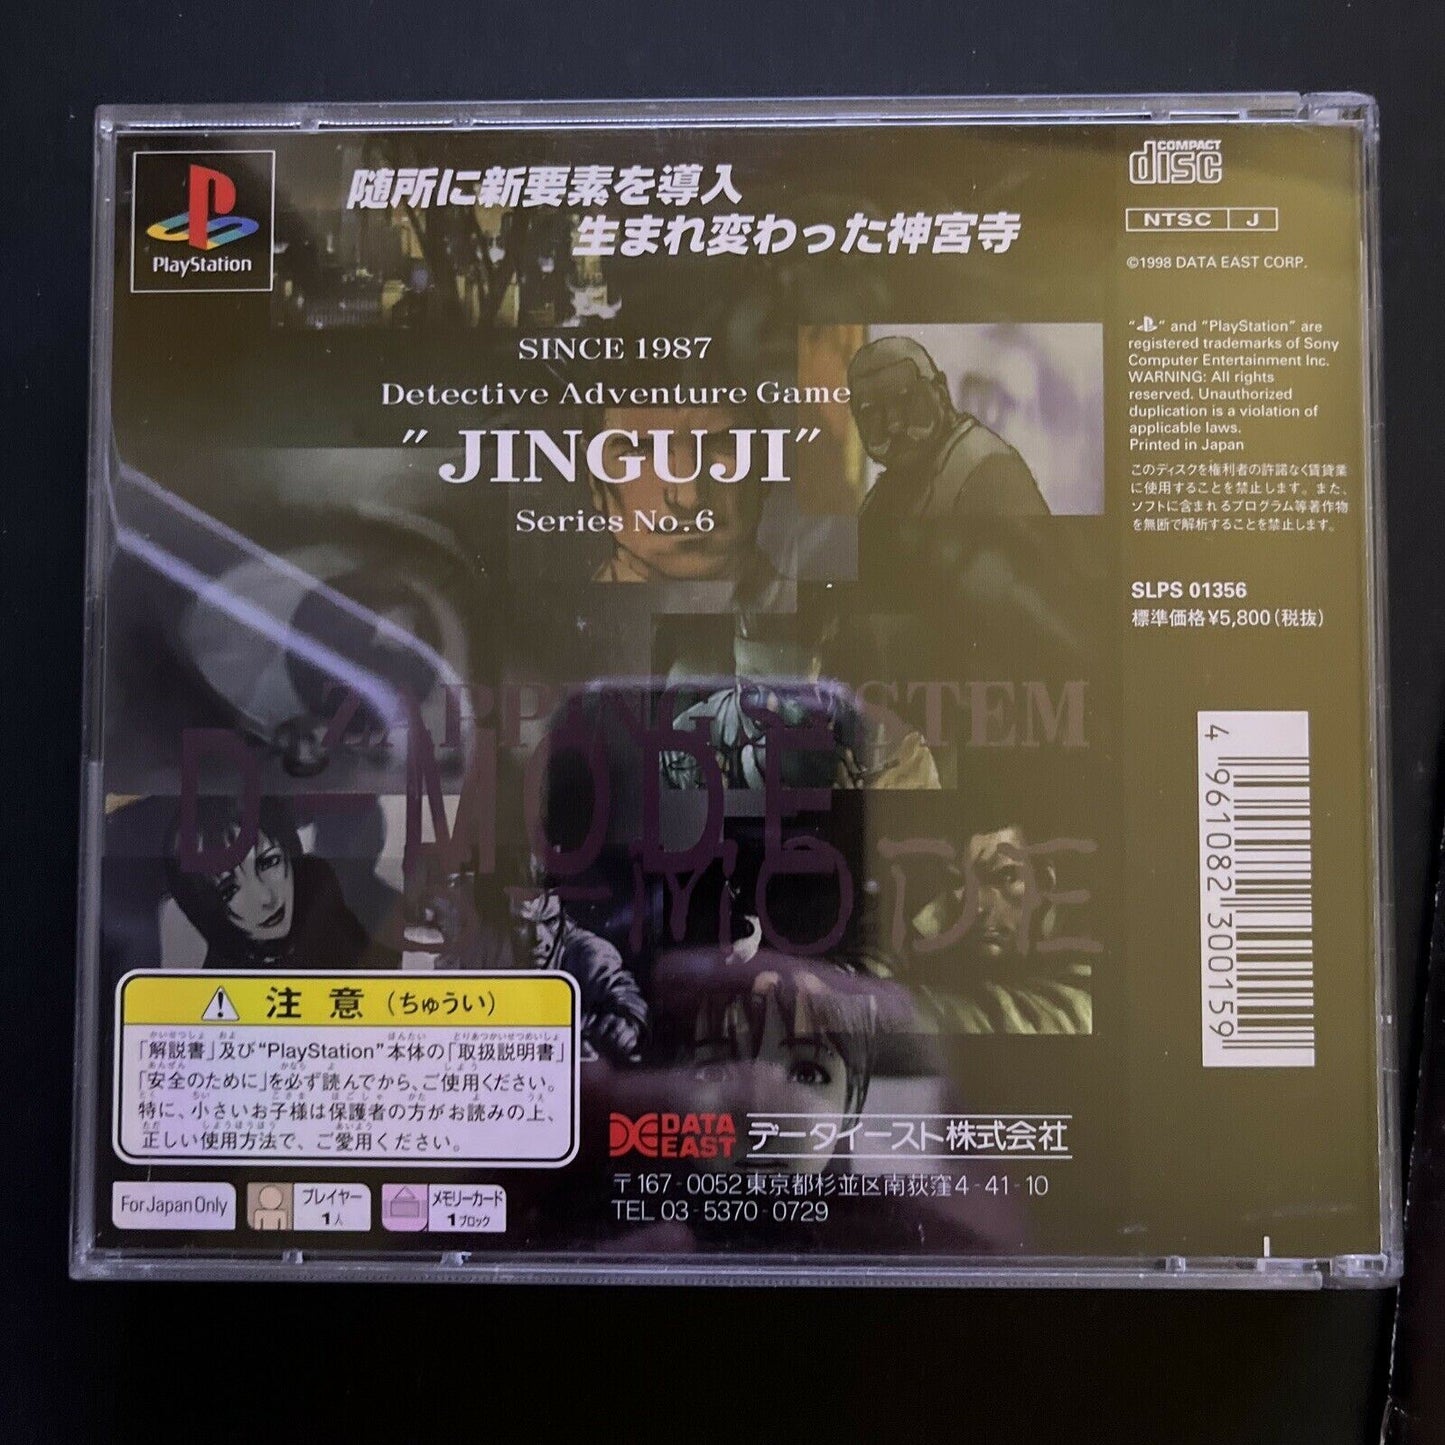 PlayStation
随所に新要素を導入
生まれ変わった神宮寺
SINCE 1987
Detective Adventure Game
"JINGUJI"
Series No.6
ZAPPING SYSTEM
D-MODE
COMPACT
disc
NTSC J
©1998 DATA EAST CORP.
" " and "PlayStation" are
registered trademarks of Sony
Computer Entertainment Inc.
WARNING: All rights
reserved. Unauthorized
duplication is a violation of
applicable laws.
Printed in Japan
このディスクを権利者の許諾なく賃貸業
に使用することを禁止します。また、
ソフトに含まれるプログラム等著作物
を無断で解析することを禁止します。
SLPS 01356
標準価格¥5,800(税抜)
4 961082 300159
注意(ちゅうい)
「解説書」及び"PlayStation"本体の「取扱説明書」
「安全のために」を必ず読んでから、ご使用ください。
特に、小さいお子様は保護者の方がお読みの上、
正しい使用方法で、ご愛用ください。
For Japan Only
プレイヤー
1人
メモリーカード
1ブロック
DATA
EAST
データイースト株式会社
〒167-0052東京都杉並区南荻窪4-41-10
TEL 03-5370-0729